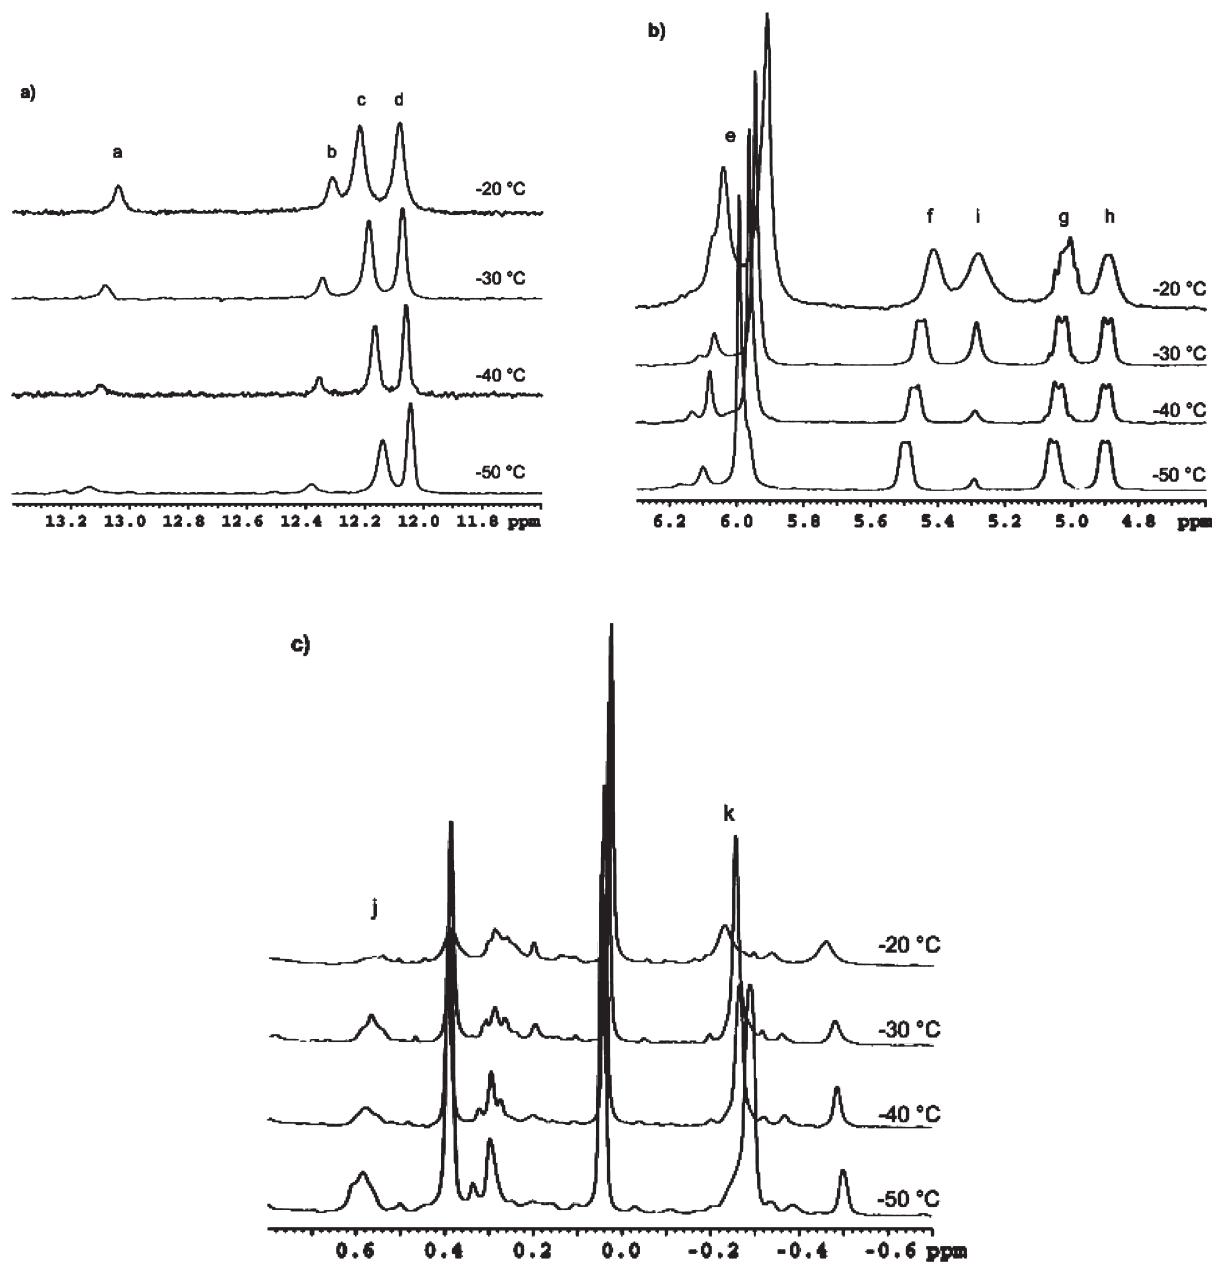 a)
a
b
c
d
-20 °C
-30 °C
-40 °C
-50 °C
13.2 13.0 12.8 12.6 12.4 12.2 12.0 11.8 ppm
b)
e
f
i
g
h
-20 °C
-30 °C
-40 °C
-50 °C
6.2 6.0 5.8 5.6 5.4 5.2 5.0 4.8 ppm
c)
j
k
-20 °C
-30 °C
-40 °C
-50 °C
0.6 0.4 0.2 0.0 -0.2 -0.4 -0.6 ppm